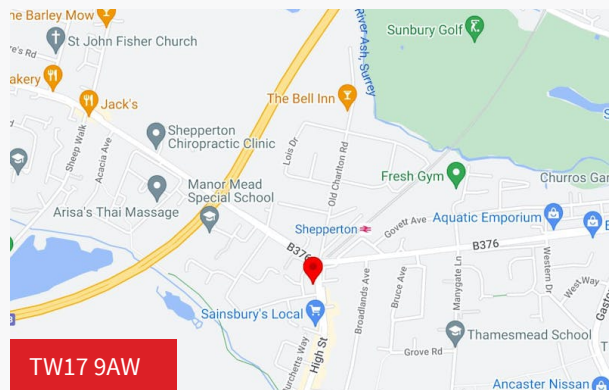 The Barley Mow
St John Fisher Church
re's Rd
akery
Jack's
Sheep Walk
Acacia Ave
River Ash, Surrey
Sunbury Golf
The Bell Inn
Shepperton
Chiropractic Clinic
Lois Dr
Old Charlton Rd
Manor Mead
Special School
Arisa's Thai Massage
Fresh Gym
Churros Gar
Shepperton
Govett Ave
Aquatic Emporium
B376
B376
Sainsbury's Local
High St
Broadlands Ave
Bruce Ave
Manygate Ln
Western Dr
West Way
Thamesmead School
Grove Rd
Ancaster Nissan
TW17 9AW